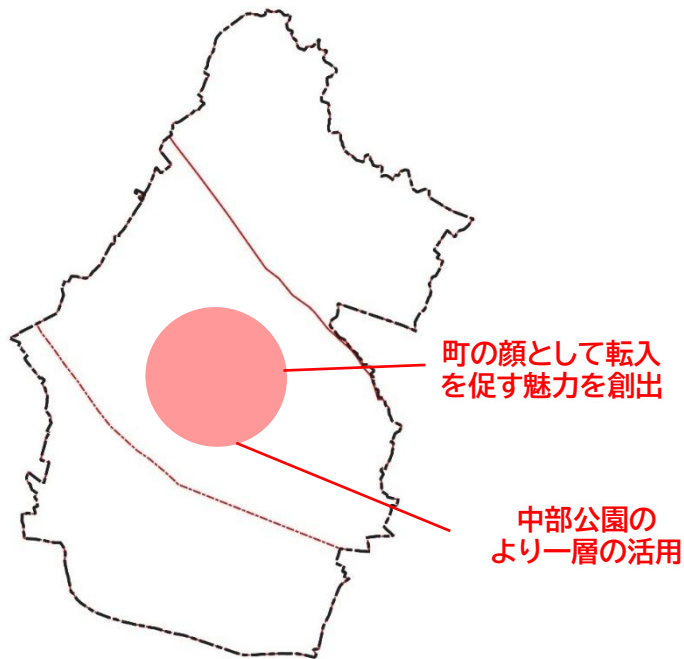 町の顔として転入
を促す魅力を創出
中部公園の
より一層の活用